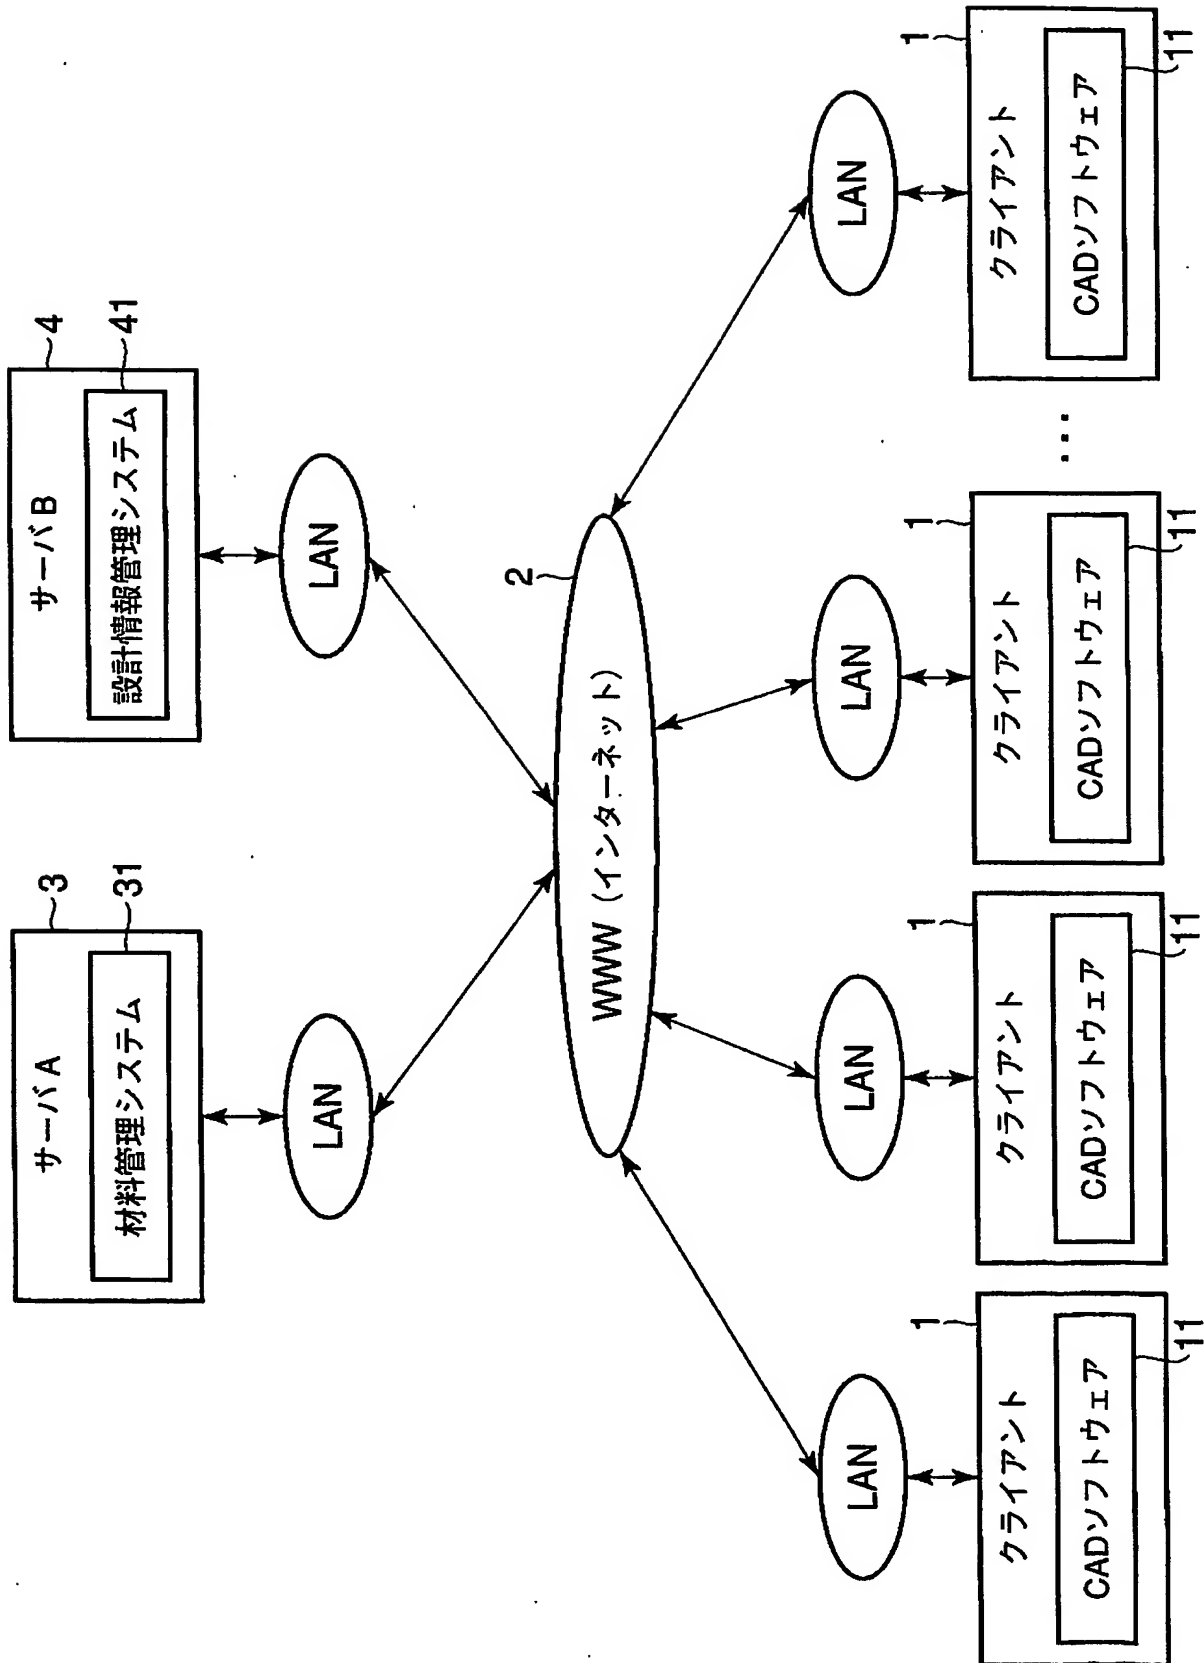 サーバA
3
材料管理システム
31
サーバB
4
設計情報管理システム
41
LAN
LAN
WWW（インターネット）
2
LAN
LAN
LAN
LAN
クライアント
1
CADソフトウェア
11
クライアント
1
CADソフトウェア
11
クライアント
1
CADソフトウェア
11
...
クライアント
1
CADソフトウェア
11